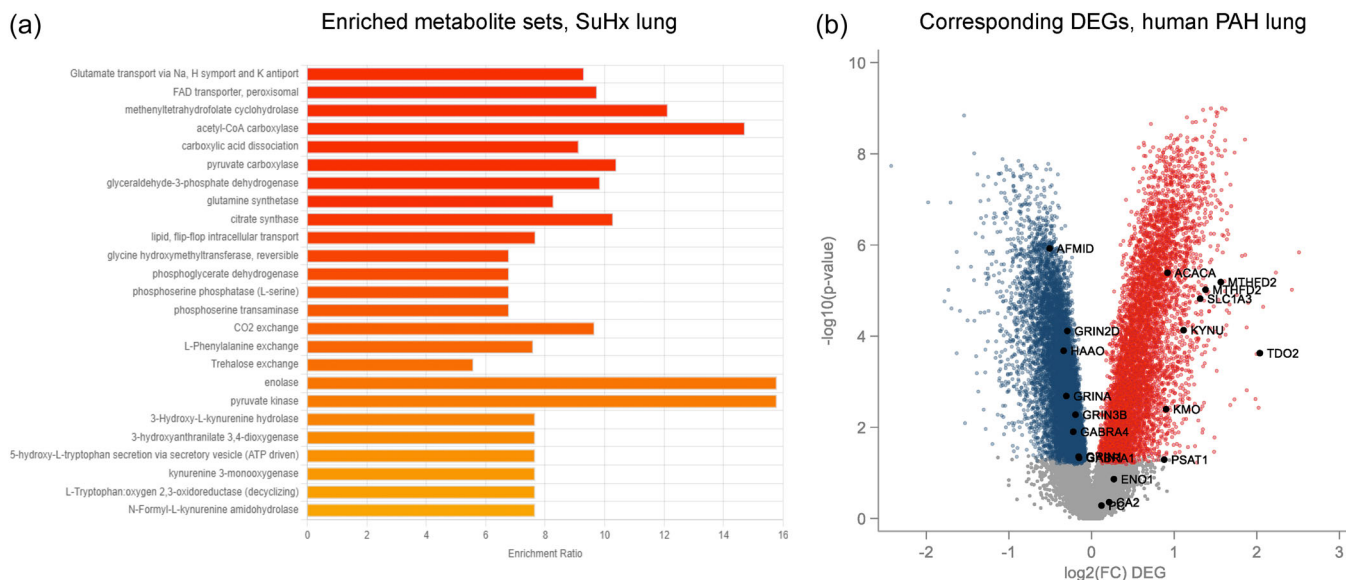 (a)
Enriched metabolite sets, SuHx lung
Glutamate transport via Na, H symport and K antiport
FAD transporter, peroxisomal
methenyltetrahydrofolate cyclohydrolase
acetyl-CoA carboxylase
carboxylic acid dissociation
pyruvate carboxylase
glyceraldehyde-3-phosphate dehydrogenase
glutamine synthetase
citrate synthase
lipid, flip-flop intracellular transport
glycine hydroxymethyltransferase, reversible
phosphoglycerate dehydrogenase
phosphoserine phosphatase (L-serine)
phosphoserine transaminase
CO2 exchange
L-Phenylalanine exchange
Trehalose exchange
enolase
pyruvate kinase
3-Hydroxy-L-kynurenine hydrolase
3-hydroxyanthranilate 3,4-dioxygenase
5-hydroxy-L-tryptophan secretion via secretory vesicle (ATP driven)
kynurenine 3-monooxygenase
L-Tryptophan:oxygen 2,3-oxidoreductase (decyclizing)
N-Formyl-L-kynurenine amidohydrolase
0 2 4 6 8 10 12 14 16
Enrichment Ratio
(b)
Corresponding DEGs, human PAH lung
-log10(p-value)
10
8
6
4
2
0
AFMID
ACACA
MTHFD2
MTHFD2
SLC1A3
GRIN2D
KYNU
HAAO
TDO2
GRINA
GRIN3B
KMO
GABRA4
GABRA1
PSAT1
ENO1
CA2
PC
-2 -1 0 1 2 3
log2(FC) DEG